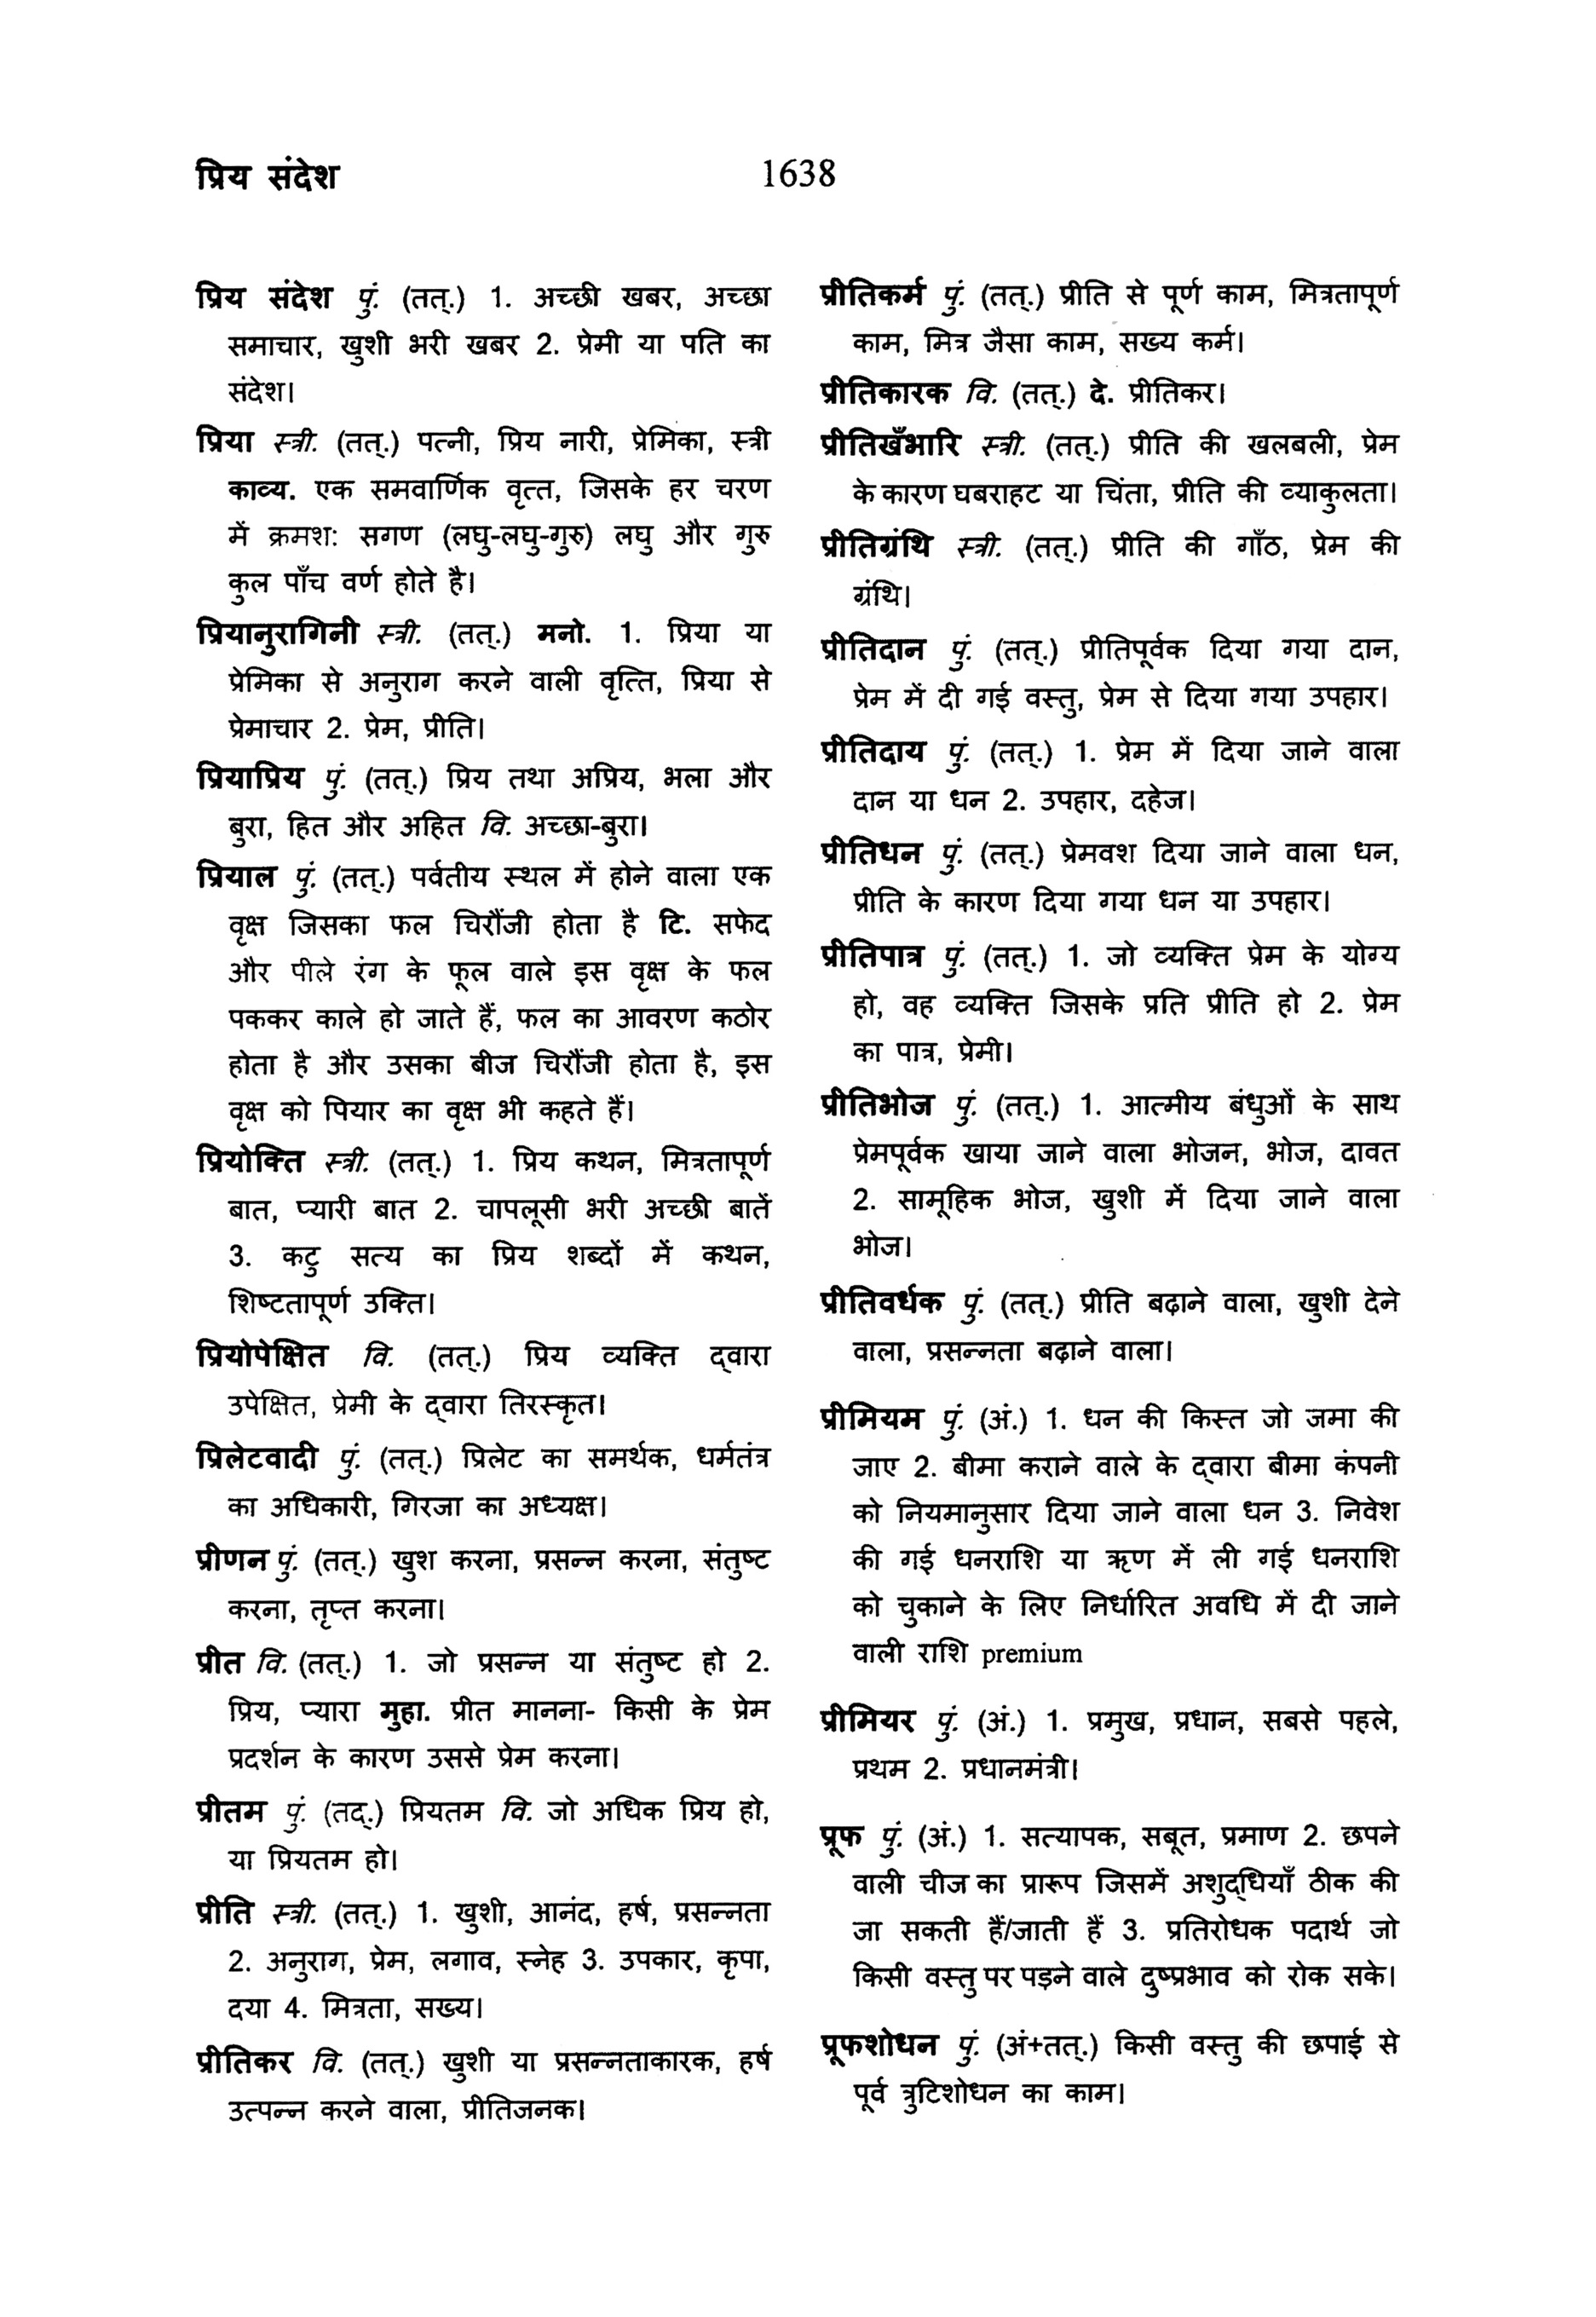 प्रिय संदेश
1638
प्रिय संदेश पुं. (तत्.) 1. अच्छी खबर, अच्छा
समाचार, खुशी भरी खबर 2. प्रेमी या पति का
संदेश।
प्रिया स्त्री. (तत्.) पत्नी, प्रिय नारी, प्रेमिका, स्त्री
काव्य. एक समवार्णिक वृत्त, जिसके हर चरण
में क्रमश: सगण (लघु-लघु-गुरु) लघु और गुरु
कुल पाँच वर्ण होते है।
प्रियानुरागिनी स्त्री. (तत्.) मनो. 1. प्रिया या
प्रेमिका से अनुराग करने वाली वृत्ति, प्रिया से
प्रेमाचार 2. प्रेम, प्रीति।
प्रियाप्रिय पुं. (तत्.) प्रिय तथा अप्रिय, भला और
बुरा, हित और अहित वि. अच्छा-बुरा।
प्रियाल पुं. (तत्.) पर्वतीय स्थल में होने वाला एक
वृक्ष जिसका फल चिरौंजी होता है टि. सफेद
और पीले रंग के फूल वाले इस वृक्ष के फल
पककर काले हो जाते हैं, फल का आवरण कठोर
होता है और उसका बीज चिरौंजी होता है, इस
वृक्ष को पियार का वृक्ष भी कहते हैं।
प्रियोक्ति स्त्री. (तत्.) 1. प्रिय कथन, मित्रतापूर्ण
बात, प्यारी बात 2. चापलूसी भरी अच्छी बातें
3. कटु सत्य का प्रिय शब्दों में कथन,
शिष्टतापूर्ण उक्ति।
प्रियोपेक्षित वि. (तत्.) प्रिय व्यक्ति द्वारा
उपेक्षित, प्रेमी के द्वारा तिरस्कृत।
प्रिलेटवादी पुं. (तत्.) प्रिलेट का समर्थक, धर्मतंत्र
का अधिकारी, गिरजा का अध्यक्ष।
प्रीणन पुं. (तत्.) खुश करना, प्रसन्न करना, संतुष्ट
करना, तृप्त करना।
प्रीत वि. (तत्.) 1. जो प्रसन्न या संतुष्ट हो 2.
प्रिय, प्यारा मुहा. प्रीत मानना- किसी के प्रेम
प्रदर्शन के कारण उससे प्रेम करना।
प्रीतम पुं. (तद्.) प्रियतम वि. जो अधिक प्रिय हो,
या प्रियतम हो।
प्रीति स्त्री. (तत्.) 1. खुशी, आनंद, हर्ष, प्रसन्नता
2. अनुराग, प्रेम, लगाव, स्नेह 3. उपकार, कृपा,
दया 4. मित्रता, सख्य।
प्रीतिकर वि. (तत्.) खुशी या प्रसन्नताकारक, हर्ष
उत्पन्न करने वाला, प्रीतिजनक।
प्रीतिकर्म पुं. (तत्.) प्रीति से पूर्ण काम, मित्रतापूर्ण
काम, मित्र जैसा काम, सख्य कर्म।
प्रीतिकारक वि. (तत्.) दे. प्रीतिकर।
प्रीतिखँभारि स्त्री. (तत्.) प्रीति की खलबली, प्रेम
के कारण घबराहट या चिंता, प्रीति की व्याकुलता।
प्रीतिग्रंथि स्त्री. (तत्.) प्रीति की गाँठ, प्रेम की
ग्रंथि।
प्रीतिदान पुं. (तत्.) प्रीतिपूर्वक दिया गया दान,
प्रेम में दी गई वस्तु, प्रेम से दिया गया उपहार।
प्रीतिदाय पुं. (तत्.) 1. प्रेम में दिया जाने वाला
दान या धन 2. उपहार, दहेज।
प्रीतिधन पुं. (तत्.) प्रेमवश दिया जाने वाला धन,
प्रीति के कारण दिया गया धन या उपहार।
प्रीतिपात्र पुं. (तत्.) 1. जो व्यक्ति प्रेम के योग्य
हो, वह व्यक्ति जिसके प्रति प्रीति हो 2. प्रेम
का पात्र, प्रेमी।
प्रीतिभोज पुं. (तत्.) 1. आत्मीय बंधुओं के साथ
प्रेमपूर्वक खाया जाने वाला भोजन, भोज, दावत
2. सामूहिक भोज, खुशी में दिया जाने वाला
भोज।
प्रीतिवर्धक पुं. (तत्.) प्रीति बढ़ाने वाला, खुशी देने
वाला, प्रसन्नता बढ़ाने वाला।
प्रीमियम पुं. (अं.) 1. धन की किस्त जो जमा की
जाए 2. बीमा कराने वाले के द्वारा बीमा कंपनी
को नियमानुसार दिया जाने वाला धन 3. निवेश
की गई धनराशि या ऋण में ली गई धनराशि
को चुकाने के लिए निर्धारित अवधि में दी जाने
वाली राशि premium
प्रीमियर पुं. (अं.) 1. प्रमुख, प्रधान, सबसे पहले,
प्रथम 2. प्रधानमंत्री।
प्रूफ पुं. (अं.) 1. सत्यापक, सबूत, प्रमाण 2. छपने
वाली चीज का प्रारूप जिसमें अशुद्धियाँ ठीक की
जा सकती हैं/जाती हैं 3. प्रतिरोधक पदार्थ जो
किसी वस्तु पर पड़ने वाले दुष्प्रभाव को रोक सके।
प्रूफशोधन पुं. (अं+तत्.) किसी वस्तु की छपाई से
पूर्व त्रुटिशोधन का काम।